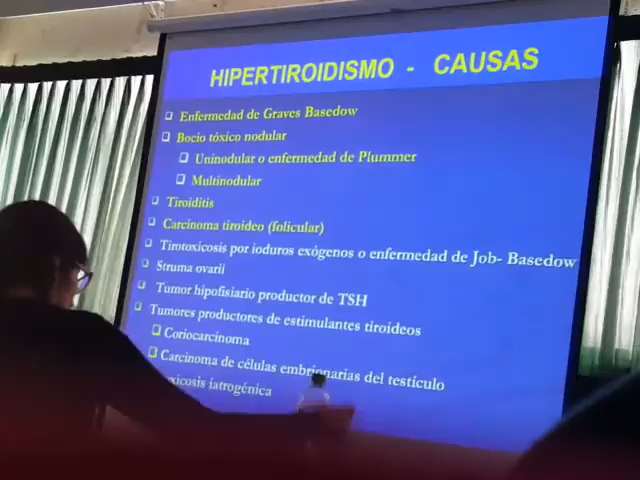 HIPERTIROIDISMO - CAUSAS
Enfermedad de Graves Basedow
Bocio tóxico nodular
Uninodular o enfermedad de Plummer
Multinodular
Tiroiditis
Carcinoma tiroideo (folicular)
Tirotoxicosis por ioduros exógenos o enfermedad de Job- Basedow
Struma ovarii
Tumor hipofisiario productor de TSH
Tumores productores de estimulantes tiroideos
Coriocarcinoma
Carcinoma de células embrionarias del testículo
iatrogénica